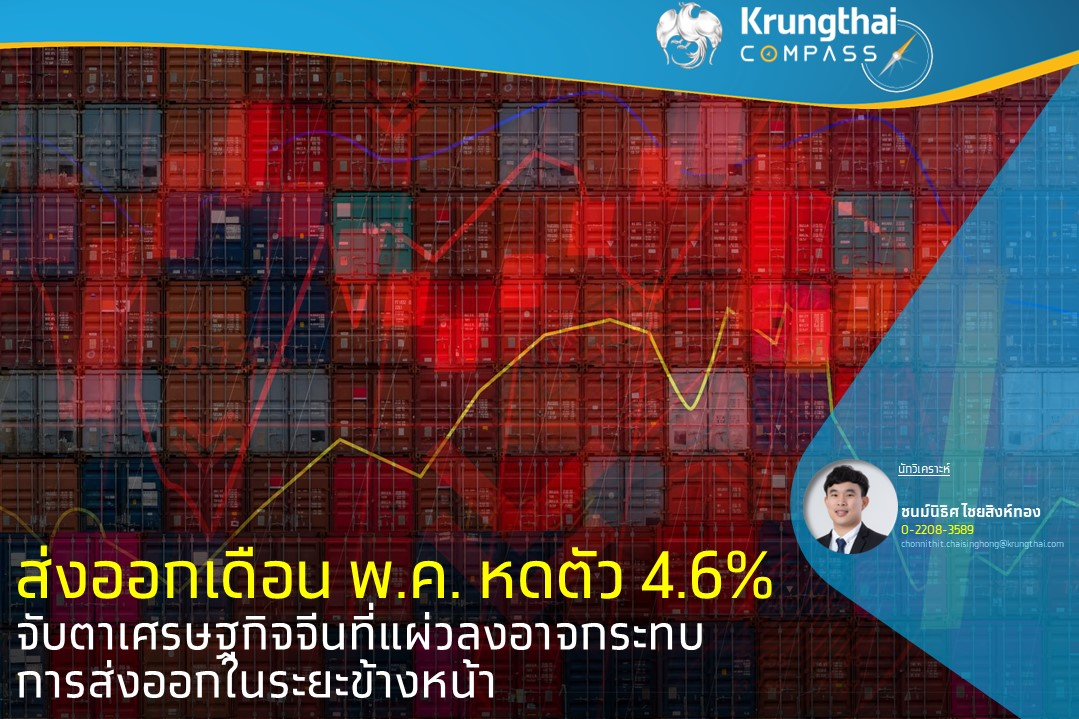 Krungthai
COMPASS
นักวิเคราะห์
ชนม์นิธิศ ไชยสิงห์ทอง
0-2208-3589
chonnithit.chaisinghong@krungthai.com
ส่งออกเดือน พ.ค. หดตัว 4.6%
จับตาเศรษฐกิจจีนที่แผ่วลงอาจกระทบ
การส่งออกในระยะข้างหน้า